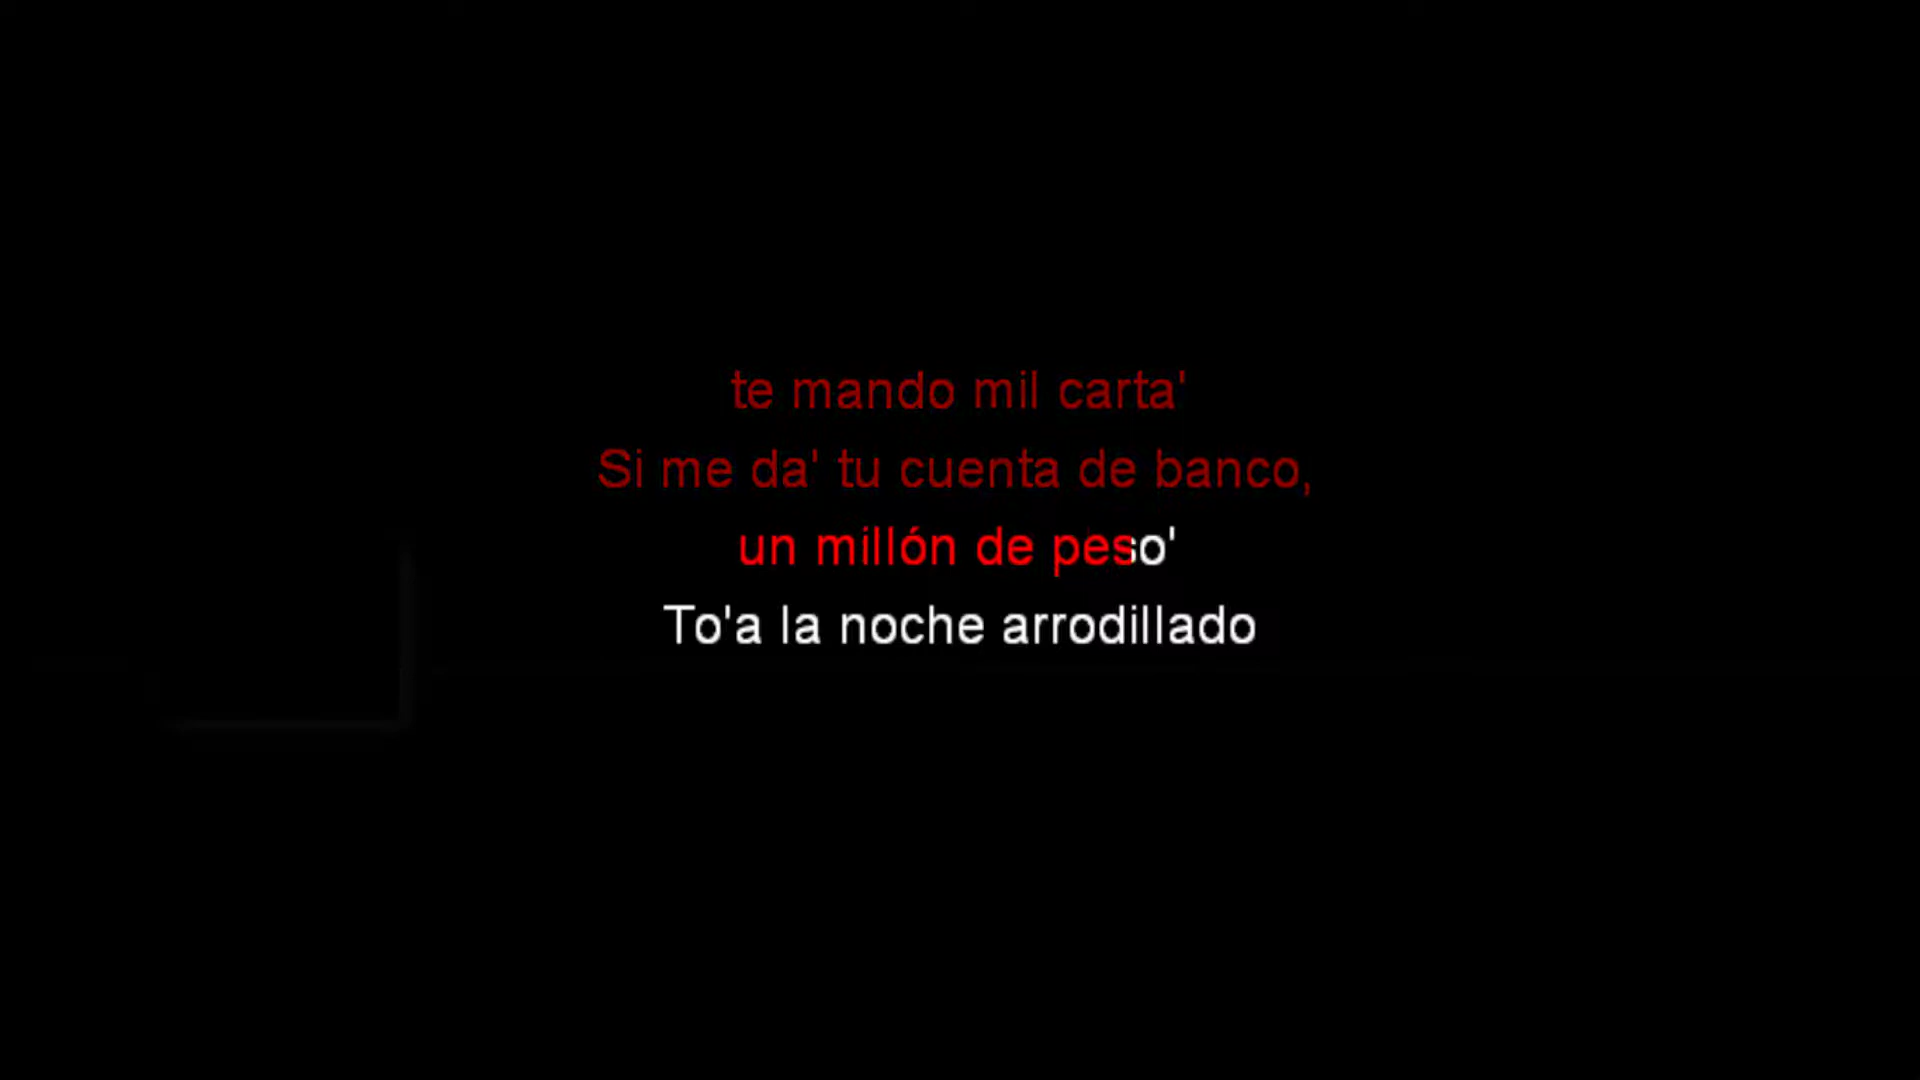 te mando mil carta'
Si me da' tu cuenta de banco,
un millón de peso'
To'a la noche arrodillado